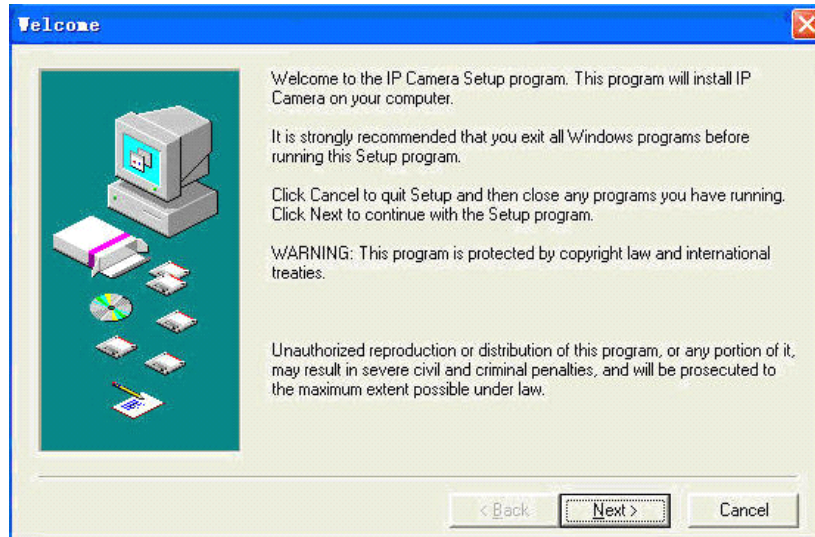 Welcome
Welcome to the IP Camera Setup program. This program will install IP
Camera on your computer.
It is strongly recommended that you exit all Windows programs before
running this Setup program.
Click Cancel to quit Setup and then close any programs you have running.
Click Next to continue with the Setup program.
WARNING: This program is protected by copyright law and international
treaties.
Unauthorized reproduction or distribution of this program, or any portion of it,
may result in severe civil and criminal penalties, and will be prosecuted to
the maximum extent possible under law.
< Back Next > Cancel